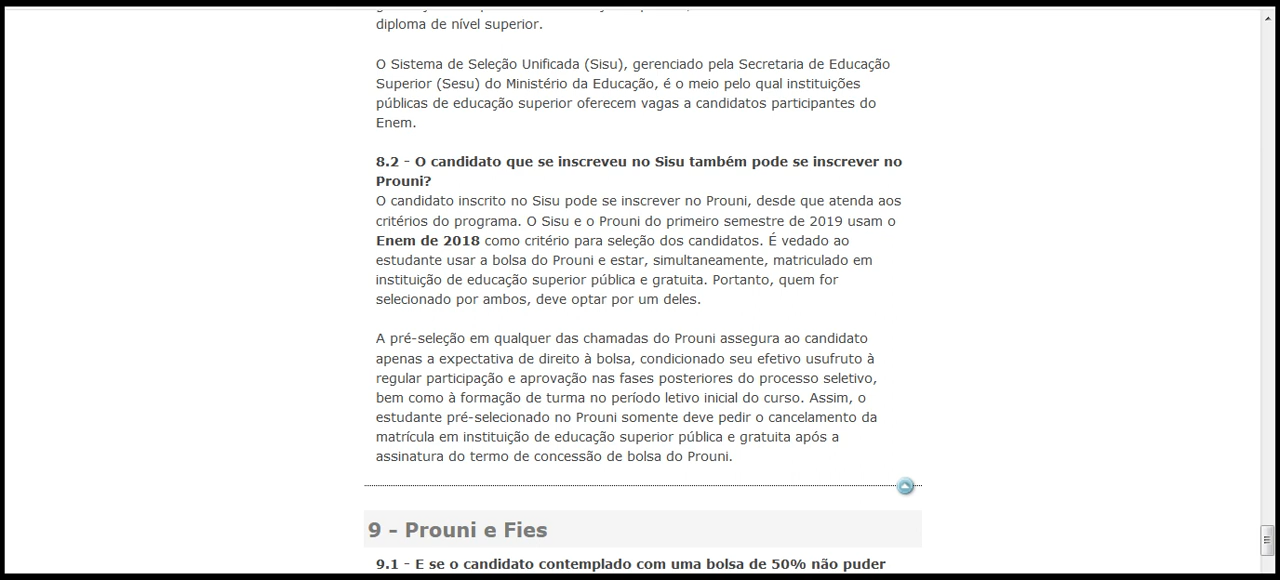 diploma de nível superior.
O Sistema de Seleção Unificada (Sisu), gerenciado pela Secretaria de Educação
Superior (Sesu) do Ministério da Educação, é o meio pelo qual instituições
públicas de educação superior oferecem vagas a candidatos participantes do
Enem.
8.2 - O candidato que se inscreveu no Sisu também pode se inscrever no
Prouni?
O candidato inscrito no Sisu pode se inscrever no Prouni, desde que atenda aos
critérios do programa. O Sisu e o Prouni do primeiro semestre de 2019 usam o
Enem de 2018 como critério para seleção dos candidatos. É vedado ao
estudante usar a bolsa do Prouni e estar, simultaneamente, matriculado em
instituição de educação superior pública e gratuita. Portanto, quem for
selecionado por ambos, deve optar por um deles.
A pré-seleção em qualquer das chamadas do Prouni assegura ao candidato
apenas a expectativa de direito à bolsa, condicionado seu efetivo usufruto à
regular participação e aprovação nas fases posteriores do processo seletivo,
bem como à formação de turma no período letivo inicial do curso. Assim, o
estudante pré-selecionado no Prouni somente deve pedir o cancelamento da
matrícula em instituição de educação superior pública e gratuita após a
assinatura do termo de concessão de bolsa do Prouni.
9 - Prouni e Fies
9.1 - E se o candidato contemplado com uma bolsa de 50% não puder